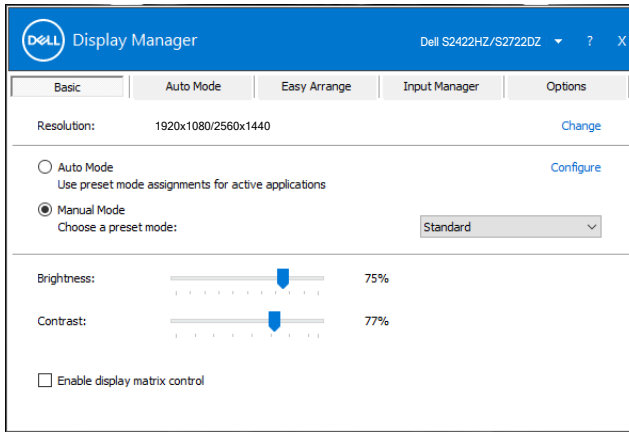 DELL Display Manager Dell S2422HZ/S2722DZ ? X
Basic Auto Mode Easy Arrange Input Manager Options
Resolution: 1920x1080/2560x1440 Change
Auto Mode Configure
Use preset mode assignments for active applications
Manual Mode
Choose a preset mode: Standard
Brightness: 75%
Contrast: 77%
Enable display matrix control